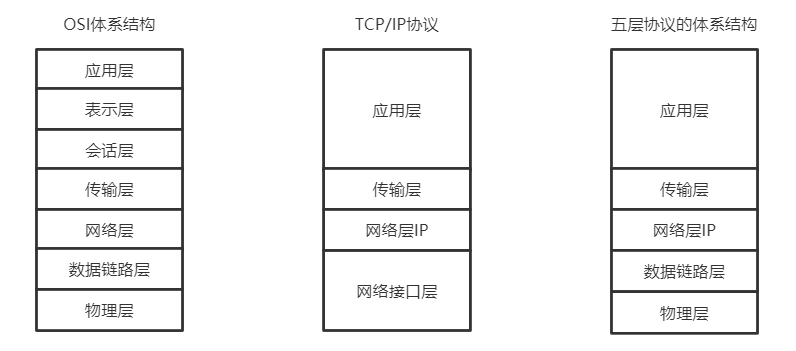 OSI体系结构
应用层
表示层
会话层
传输层
网络层
数据链路层
物理层
TCP/IP协议
应用层
传输层
网络层IP
网络接口层
五层协议的体系结构
应用层
传输层
网络层IP
数据链路层
物理层